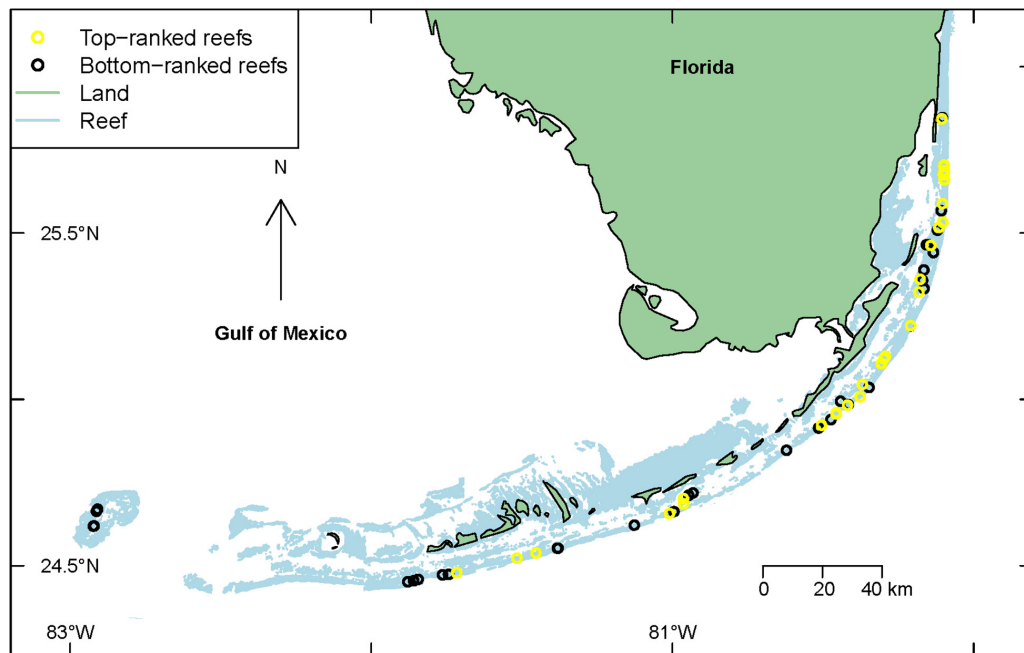 Top−ranked reefs
Bottom−ranked reefs
Land
Reef
Florida
N
25.5°N
Gulf of Mexico
24.5°N
0 20 40 km
83°W
81°W